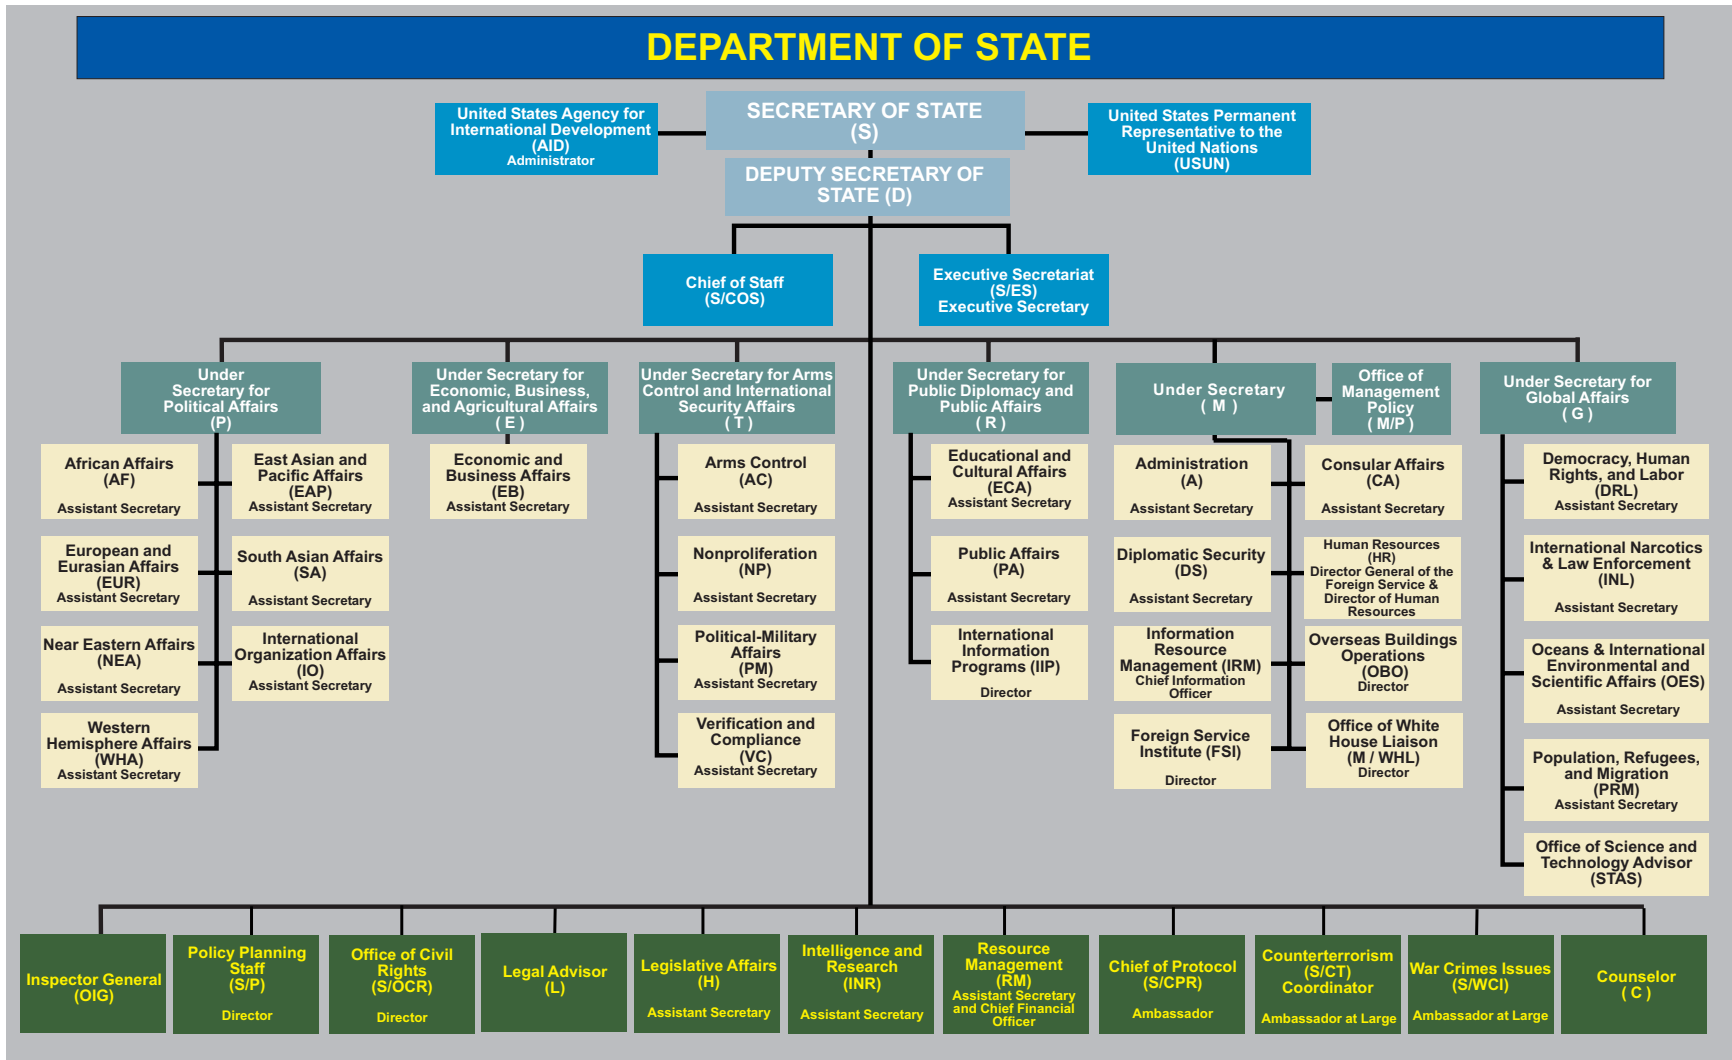 DEPARTMENT OF STATE
United States Agency for
International Development
(AID)
Administrator
SECRETARY OF STATE
(S)
United States Permanent
Representative to the
United Nations
(USUN)
DEPUTY SECRETARY OF
STATE (D)
Chief of Staff
(S/COS)
Executive Secretariat
(S/ES)
Executive Secretary
Under
Secretary for
Political Affairs
(P)
Under Secretary for
Economic, Business,
and Agricultural Affairs
( E )
Under Secretary for Arms
Control and International
Security Affairs
( T )
Under Secretary for
Public Diplomacy and
Public Affairs
( R )
Under Secretary
( M )
Office of
Management
Policy
( M/P )
Under Secretary for
Global Affairs
( G )
African Affairs
(AF)
Assistant Secretary
East Asian and
Pacific Affairs
(EAP)
Assistant Secretary
European and
Eurasian Affairs
(EUR)
Assistant Secretary
South Asian Affairs
(SA)
Assistant Secretary
Near Eastern Affairs
(NEA)
Assistant Secretary
International
Organization Affairs
(IO)
Assistant Secretary
Western
Hemisphere Affairs
(WHA)
Assistant Secretary
Economic and
Business Affairs
(EB)
Assistant Secretary
Arms Control
(AC)
Assistant Secretary
Nonproliferation
(NP)
Assistant Secretary
Political-Military
Affairs
(PM)
Assistant Secretary
Verification and
Compliance
(VC)
Assistant Secretary
Educational and
Cultural Affairs
(ECA)
Assistant Secretary
Public Affairs
(PA)
Assistant Secretary
International
Information
Programs (IIP)
Director
Administration
(A)
Assistant Secretary
Consular Affairs
(CA)
Assistant Secretary
Diplomatic Security
(DS)
Assistant Secretary
Human Resources
(HR)
Director General of the
Foreign Service &
Director of Human
Resources
Information
Resource
Management (IRM)
Chief Information
Officer
Overseas Buildings
Operations
(OBO)
Director
Foreign Service
Institute (FSI)
Director
Office of White
House Liaison
(M / WHL)
Director
Democracy, Human
Rights, and Labor
(DRL)
Assistant Secretary
International Narcotics
& Law Enforcement
(INL)
Assistant Secretary
Oceans & International
Environmental and
Scientific Affairs (OES)
Assistant Secretary
Population, Refugees,
and Migration
(PRM)
Assistant Secretary
Office of Science and
Technology Advisor
(STAS)
Inspector General
(OIG)
Policy Planning
Staff
(S/P)
Director
Office of Civil
Rights
(S/OCR)
Director
Legal Advisor
(L)
Legislative Affairs
(H)
Assistant Secretary
Intelligence and
Research
(INR)
Assistant Secretary
Resource
Management
(RM)
Assistant Secretary
and Chief Financial
Officer
Chief of Protocol
(S/CPR)
Ambassador
Counterterrorism
(S/CT)
Coordinator
Ambassador at Large
War Crimes Issues
(S/WCI)
Ambassador at Large
Counselor
( C )